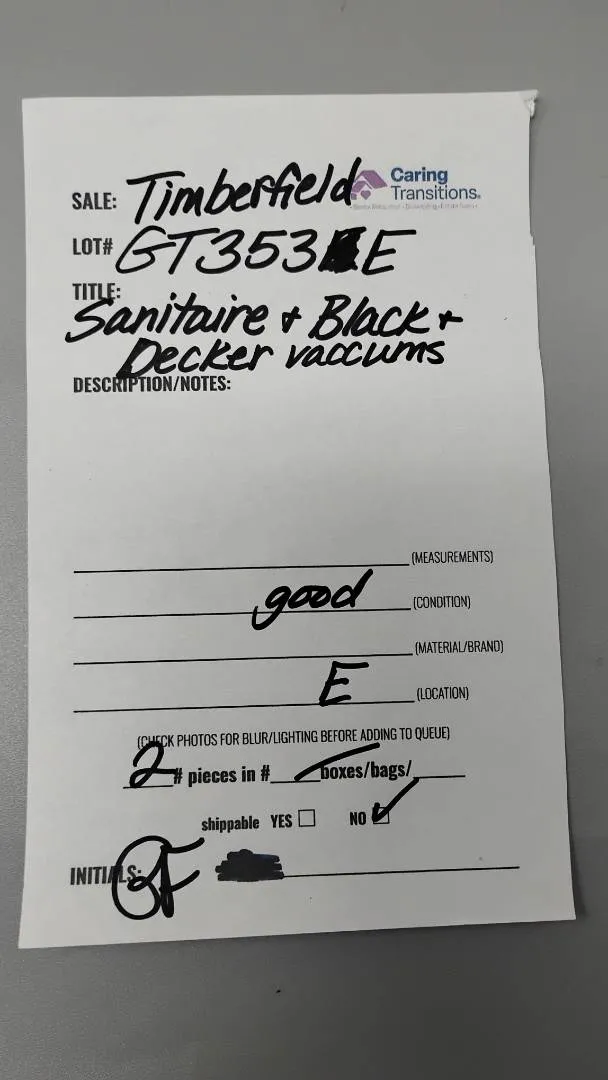 SALE: Timberfield
Caring
Transitions®
LOT# GT353 E
TITLE:
Sanitaire + Black +
Decker vaccums
DESCRIPTION/NOTES:
(MEASUREMENTS)
good (CONDITION)
(MATERIAL/BRAND)
E (LOCATION)
(CHECK PHOTOS FOR BLUR/LIGHTING BEFORE ADDING TO QUEUE)
2 # pieces in # boxes/bags/
shippable YES ☐ NO ☑
INITIALS: